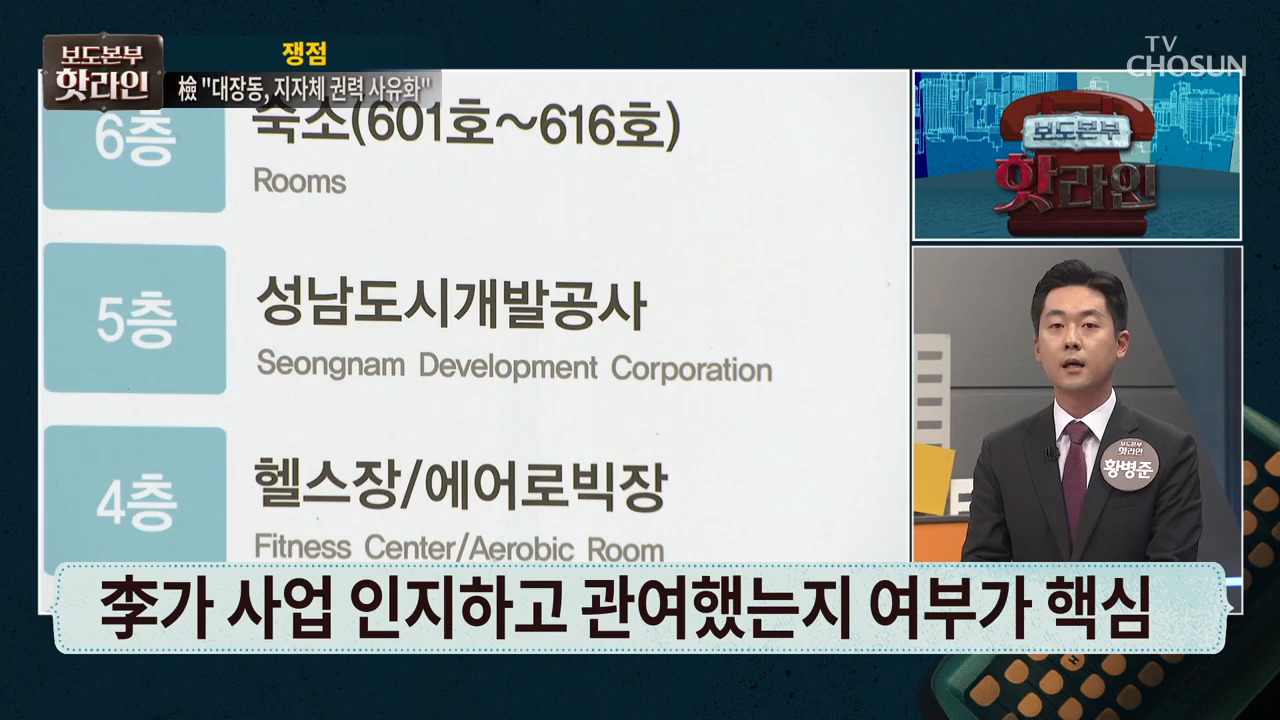 보도본부
핫라인
쟁점
檢 "대장동, 지자체 권력 사유화"
TV
CHOSUN
6층
숙소(601호~616호)
Rooms
5층
성남도시개발공사
Seongnam Development Corporation
4층
헬스장/에어로빅장
Fitness Center/Aerobic Room
보도본부
핫라인
보도본부
핫라인
황병준
李가 사업 인지하고 관여했는지 여부가 핵심